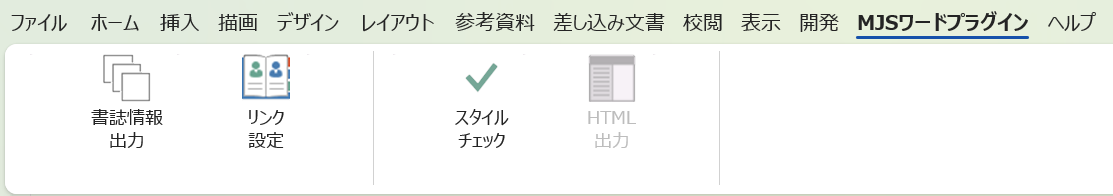 ファイル ホーム 挿入 描画 デザイン レイアウト 参考資料 差し込み文書 校閲 表示 開発 MJSワードプラグイン ヘルプ
書誌情報
出力
リンク
設定
スタイル
チェック
HTML
出力